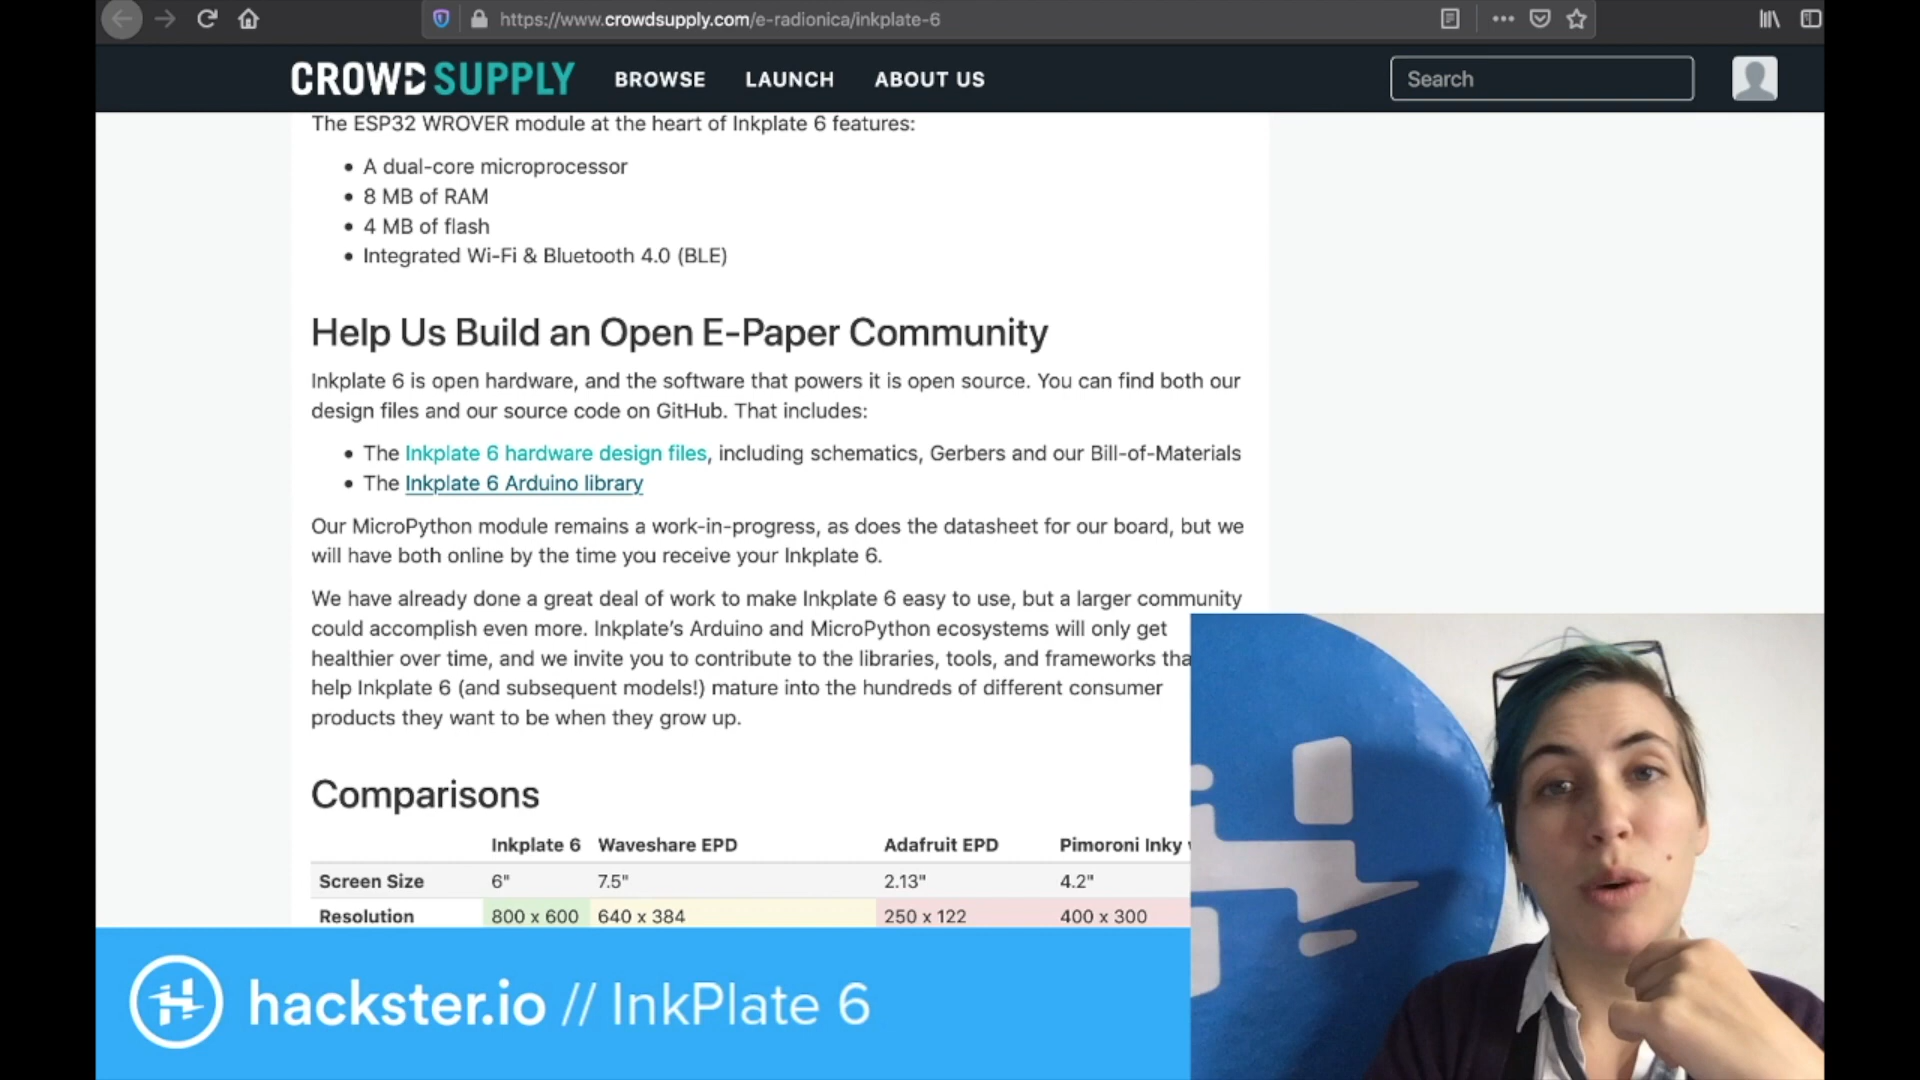 https://www.crowdsupply.com/e-radionica/inkplate-6
CROWD SUPPLY BROWSE LAUNCH ABOUT US Search
The ESP32 WROVER module at the heart of Inkplate 6 features:
• A dual-core microprocessor
• 8 MB of RAM
• 4 MB of flash
• Integrated Wi-Fi & Bluetooth 4.0 (BLE)
Help Us Build an Open E-Paper Community
Inkplate 6 is open hardware, and the software that powers it is open source. You can find both our
design files and our source code on GitHub. That includes:
• The Inkplate 6 hardware design files, including schematics, Gerbers and our Bill-of-Materials
• The Inkplate 6 Arduino library
Our MicroPython module remains a work-in-progress, as does the datasheet for our board, but we
will have both online by the time you receive your Inkplate 6.
We have already done a great deal of work to make Inkplate 6 easy to use, but a larger community
could accomplish even more. Inkplate's Arduino and MicroPython ecosystems will only get
healthier over time, and we invite you to contribute to the libraries, tools, and frameworks tha
help Inkplate 6 (and subsequent models!) mature into the hundreds of different consumer
products they want to be when they grow up.
Comparisons
Inkplate 6 Waveshare EPD Adafruit EPD Pimoroni Inky
Screen Size 6" 7.5" 2.13" 4.2"
Resolution 800 x 600 640 x 384 250 x 122 400 x 300
hackster.io // InkPlate 6